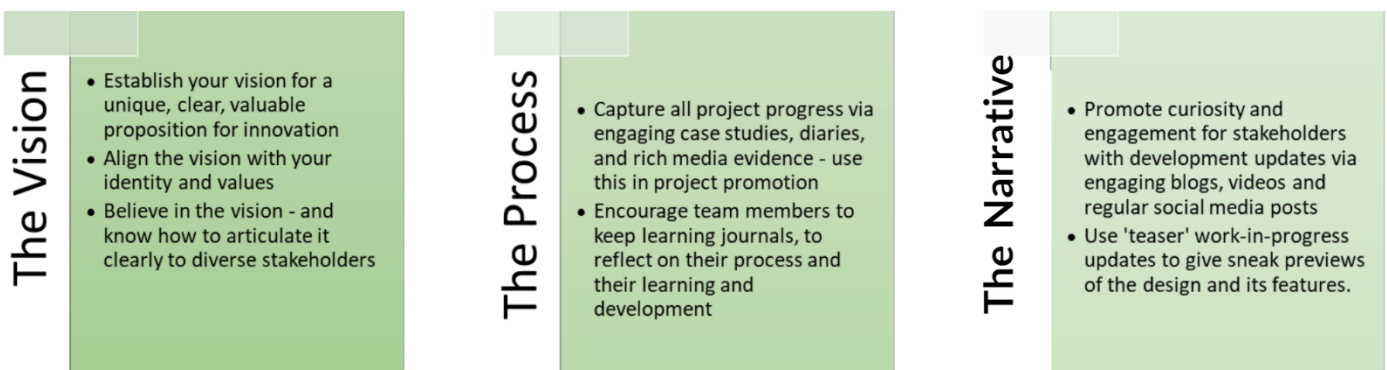 The Vision
• Establish your vision for a
unique, clear, valuable
proposition for innovation
• Align the vision with your
identity and values
• Believe in the vision - and
know how to articulate it
clearly to diverse stakeholders
The Process
• Capture all project progress via
engaging case studies, diaries,
and rich media evidence - use
this in project promotion
• Encourage team members to
keep learning journals, to
reflect on their process and
their learning and
development
The Narrative
• Promote curiosity and
engagement for stakeholders
with development updates via
engaging blogs, videos and
regular social media posts
• Use 'teaser' work-in-progress
updates to give sneak previews
of the design and its features.